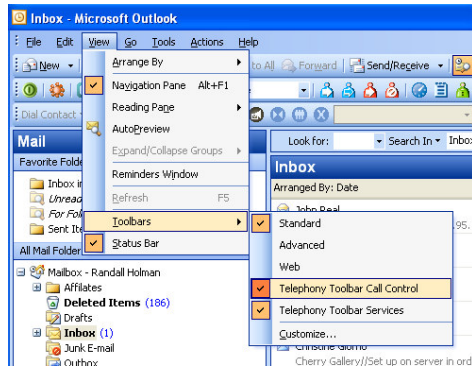 Inbox - Microsoft Outlook
File Edit View Go Tools Actions Help
New
to All Forward Send/Receive
Arrange By
Navigation Pane Alt+F1
Reading Pane
AutoPreview
Expand/Collapse Groups
Reminders Window
Refresh F5
Toolbars
Status Bar
Dial Contact
Mail
Favorite Folde
Inbox in
Unread
For Foll
Sent Ite
All Mail Folder
Mailbox - Randall Holman
Affilates
Deleted Items (186)
Drafts
Inbox (1)
Junk E-mail
Outbox
Look for: Search In Inbo
Inbox
Arranged By: Date
John Real
95.
Standard
Advanced
Web
Telephony Toolbar Call Control
Telephony Toolbar Services
Customize...
Cherry Gallery//Set up on server in ord